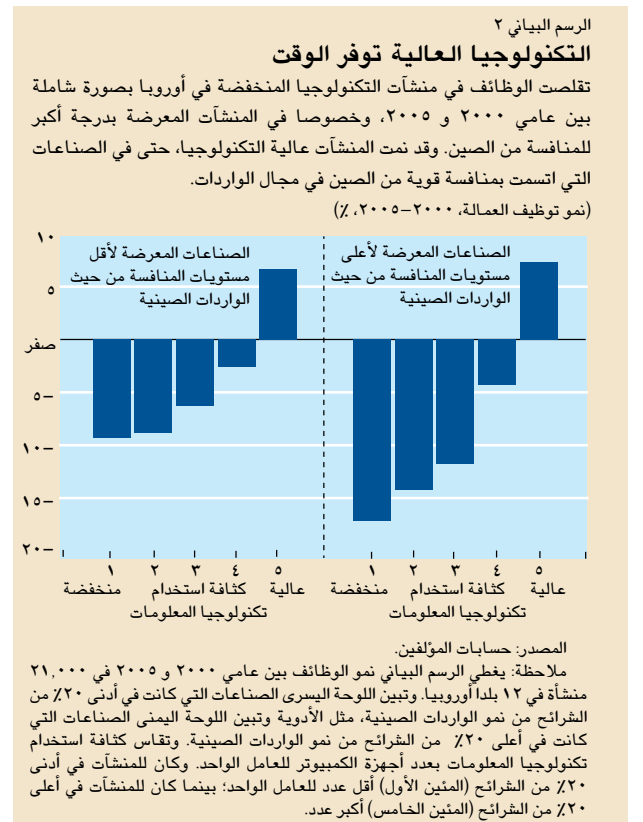 الرسم البياني ٢
التكنولوجيا العالية توفر الوقت
تقلصت الوظائف في منشآت التكنولوجيا المنخفضة في أوروبا بصورة شاملة
بين عامي ٢٠٠٠ و ٢٠٠٥، وخصوصا في المنشآت المعرضة بدرجة أكبر
للمنافسة من الصين. وقد نمت المنشآت عالية التكنولوجيا، حتى في الصناعات
التي اتسمت بمنافسة قوية من الصين في مجال الواردات.
(نمو توظيف العمالة، ٢٠٠٠–٢٠٠٥، ٪)
الصناعات المعرضة لأعلى
مستويات المنافسة من حيث
الواردات الصينية
الصناعات المعرضة لأقل
مستويات المنافسة من حيث
الواردات الصينية
١٠
٥
صفر
٥–
١٠–
١٥–
٢٠–
١ ٢ ٣ ٤ ٥
منخفضة كثافة استخدام عالية
تكنولوجيا المعلومات
١ ٢ ٣ ٤ ٥
منخفضة كثافة استخدام عالية
تكنولوجيا المعلومات
المصدر: حسابات المؤلفين.
ملاحظة: يغطي الرسم البياني نمو الوظائف بين عامي ٢٠٠٠ و ٢٠٠٥ في ٢١,٠٠٠
منشأة في ١٢ بلدا أوروبيا. وتبين اللوحة اليسرى الصناعات التي كانت في أدنى ٢٠٪ من
الشرائح من نمو الواردات الصينية، مثل الأدوية وتبين اللوحة اليمنى الصناعات التي
كانت في أعلى ٢٠٪ من الشرائح من نمو الواردات الصينية. وتقاس كثافة استخدام
تكنولوجيا المعلومات بعدد أجهزة الكمبيوتر للعامل الواحد. وكان للمنشآت في أدنى
٢٠٪ من الشرائح (المئين الأول) أقل عدد للعامل الواحد؛ بينما كان للمنشآت في أعلى
٢٠٪ من الشرائح (المئين الخامس) أكبر عدد.